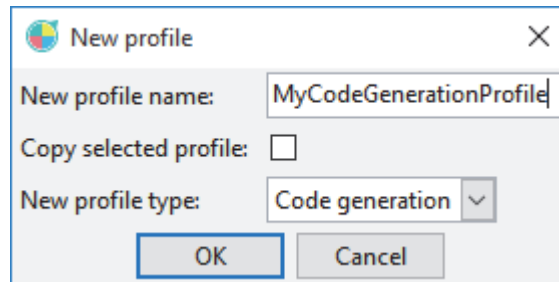 New profile
New profile name: MyCodeGenerationProfile
Copy selected profile:
New profile type: Code generation
OK Cancel